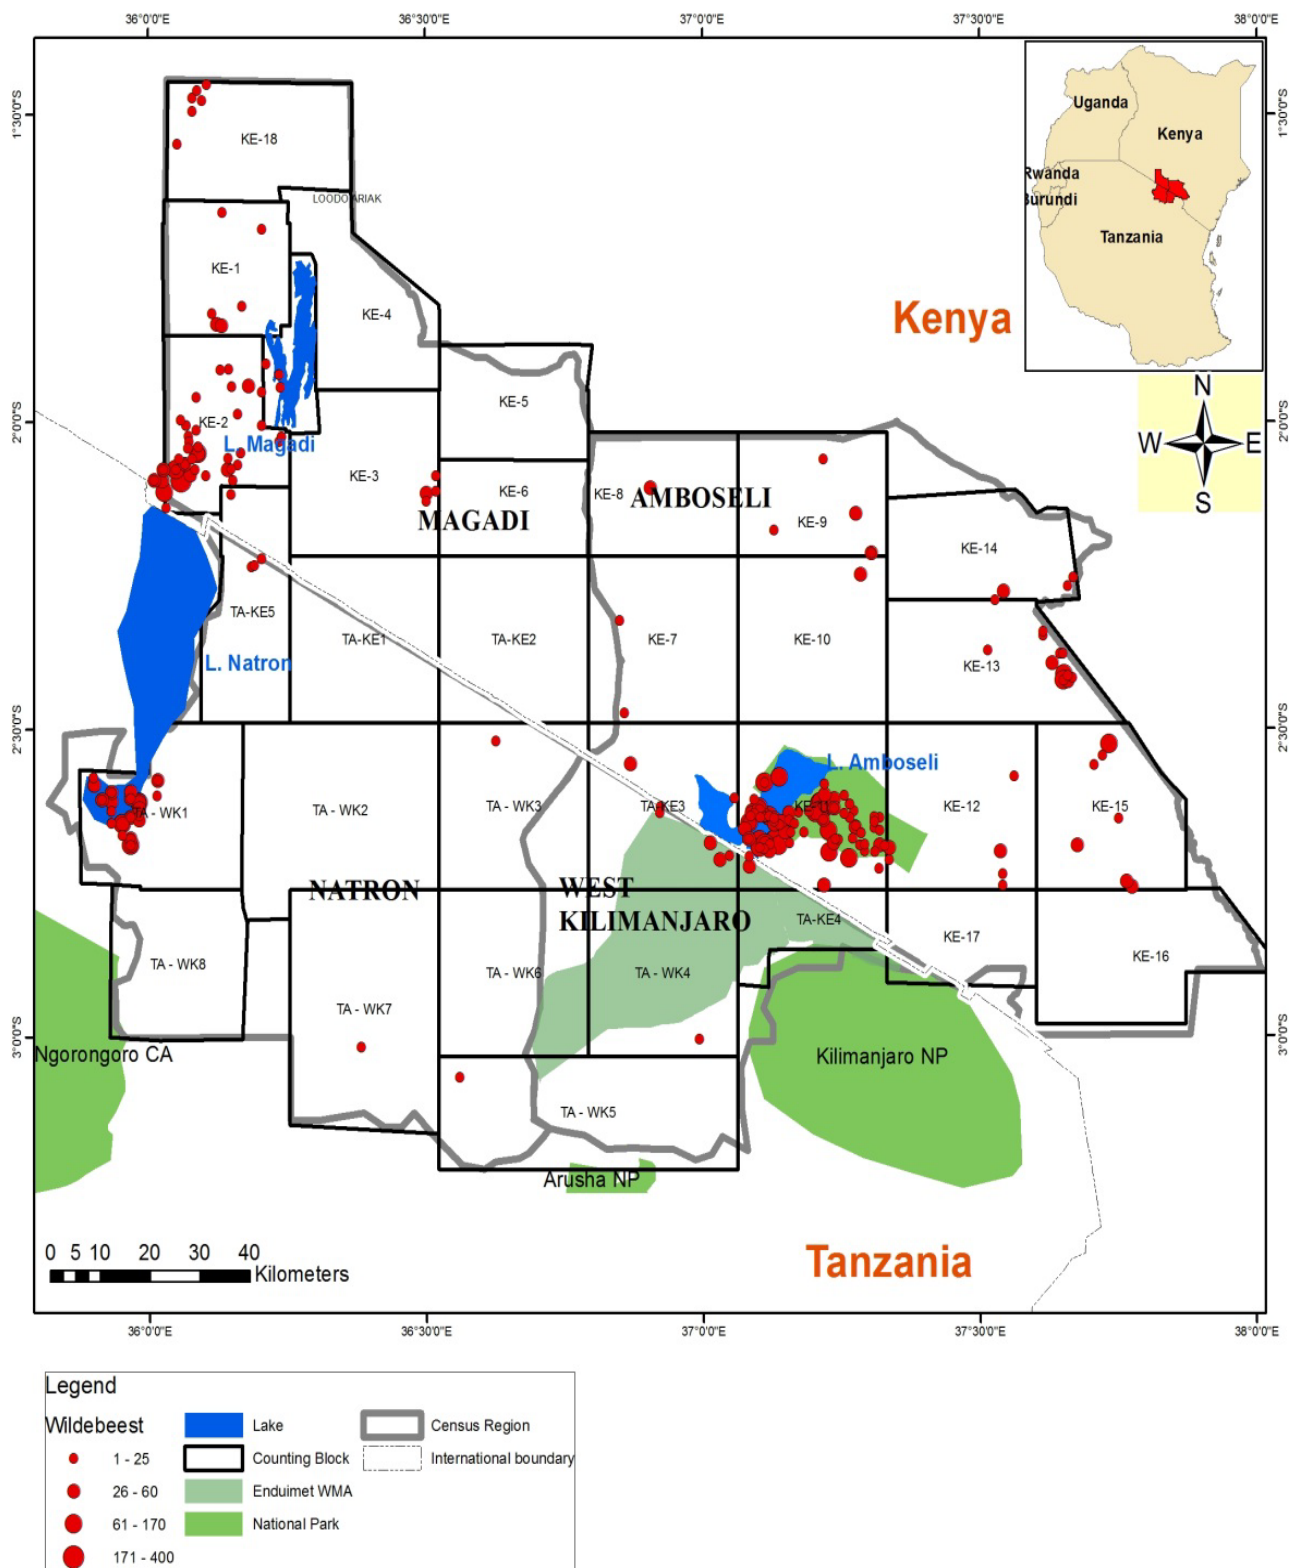 36°0'0"E
36°30'0"E
37°0'0"E
37°30'0"E
38°0'0"E
1°30'0"S
1°30'0"S
Uganda
Kenya
Rwanda
Burundi
Tanzania
KE-18
LOODO ARIAK
KE-1
KE-4
Kenya
N
W
E
S
2°0'0"S
2°0'0"S
KE-5
KE-2
L. Magadi
KE-3
KE-6
KE-8
AMBOSELI
MAGADI
KE-9
KE-14
TA-KE5
TA-KE1
TA-KE2
KE-7
KE-10
KE-13
L. Natron
2°30'0"S
2°30'0"S
L. Amboseli
TA - WK1
TA - WK2
TA - WK3
TA-KE3
KE-11
KE-12
KE-15
NATRON
WEST
KILIMANJARO
TA-KE4
KE-17
KE-16
TA - WK8
TA - WK6
TA - WK4
TA - WK7
3°0'0"S
3°0'0"S
Ngorongoro CA
Kilimanjaro NP
TA - WK5
Arusha NP
0 5 10 20 30 40
Kilometers
Tanzania
36°0'0"E
36°30'0"E
37°0'0"E
37°30'0"E
38°0'0"E
Legend
Wildebeest
1 - 25
26 - 60
61 - 170
171 - 400
Lake
Counting Block
Enduimet WMA
National Park
Census Region
International boundary